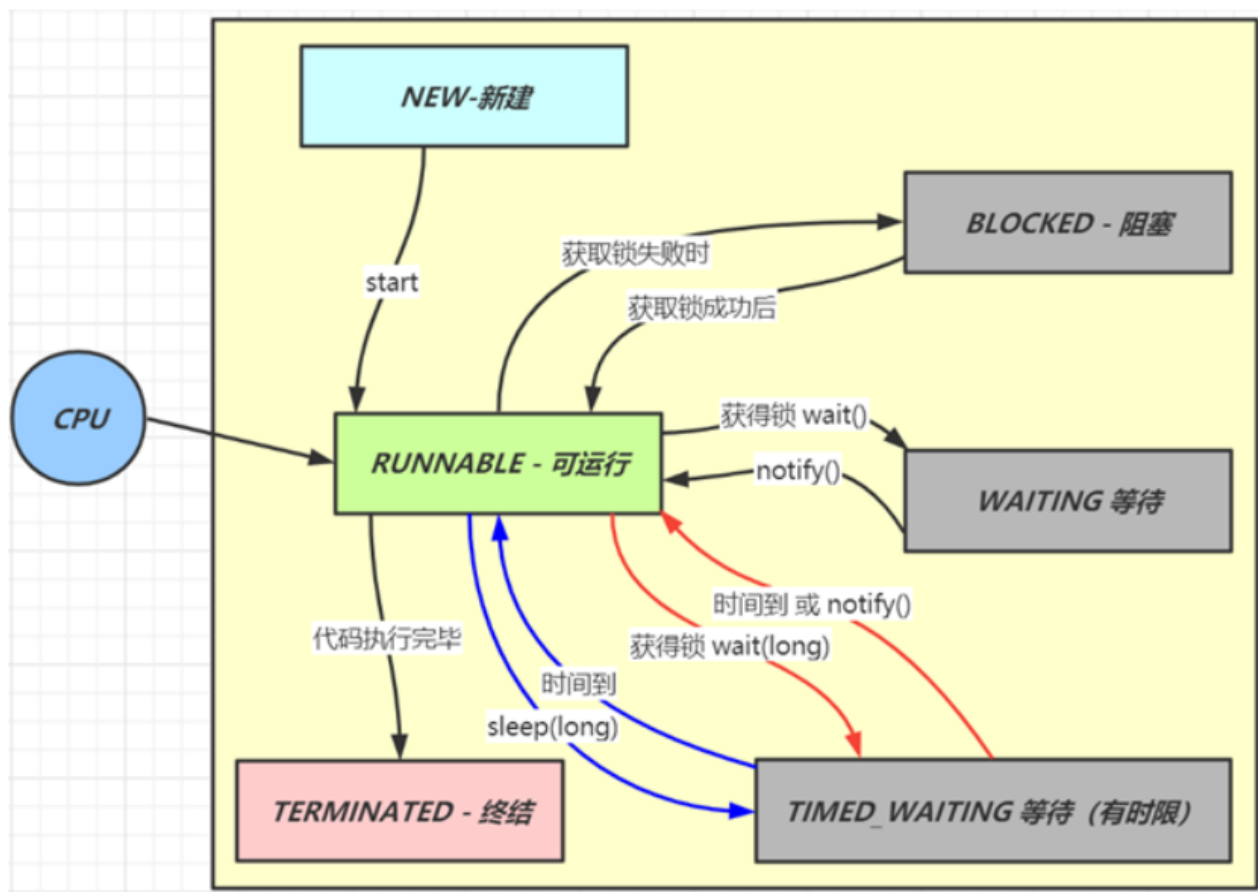 NEW-新建
BLOCKED - 阻塞
获取锁失败时
start
获取锁成功后
CPU
获得锁 wait()
RUNNABLE - 可运行
notify()
WAITING 等待
时间到 或 notify()
代码执行完毕
获得锁 wait(long)
时间到
sleep(long)
TERMINATED - 终结
TIMED_WAITING 等待（有时限）